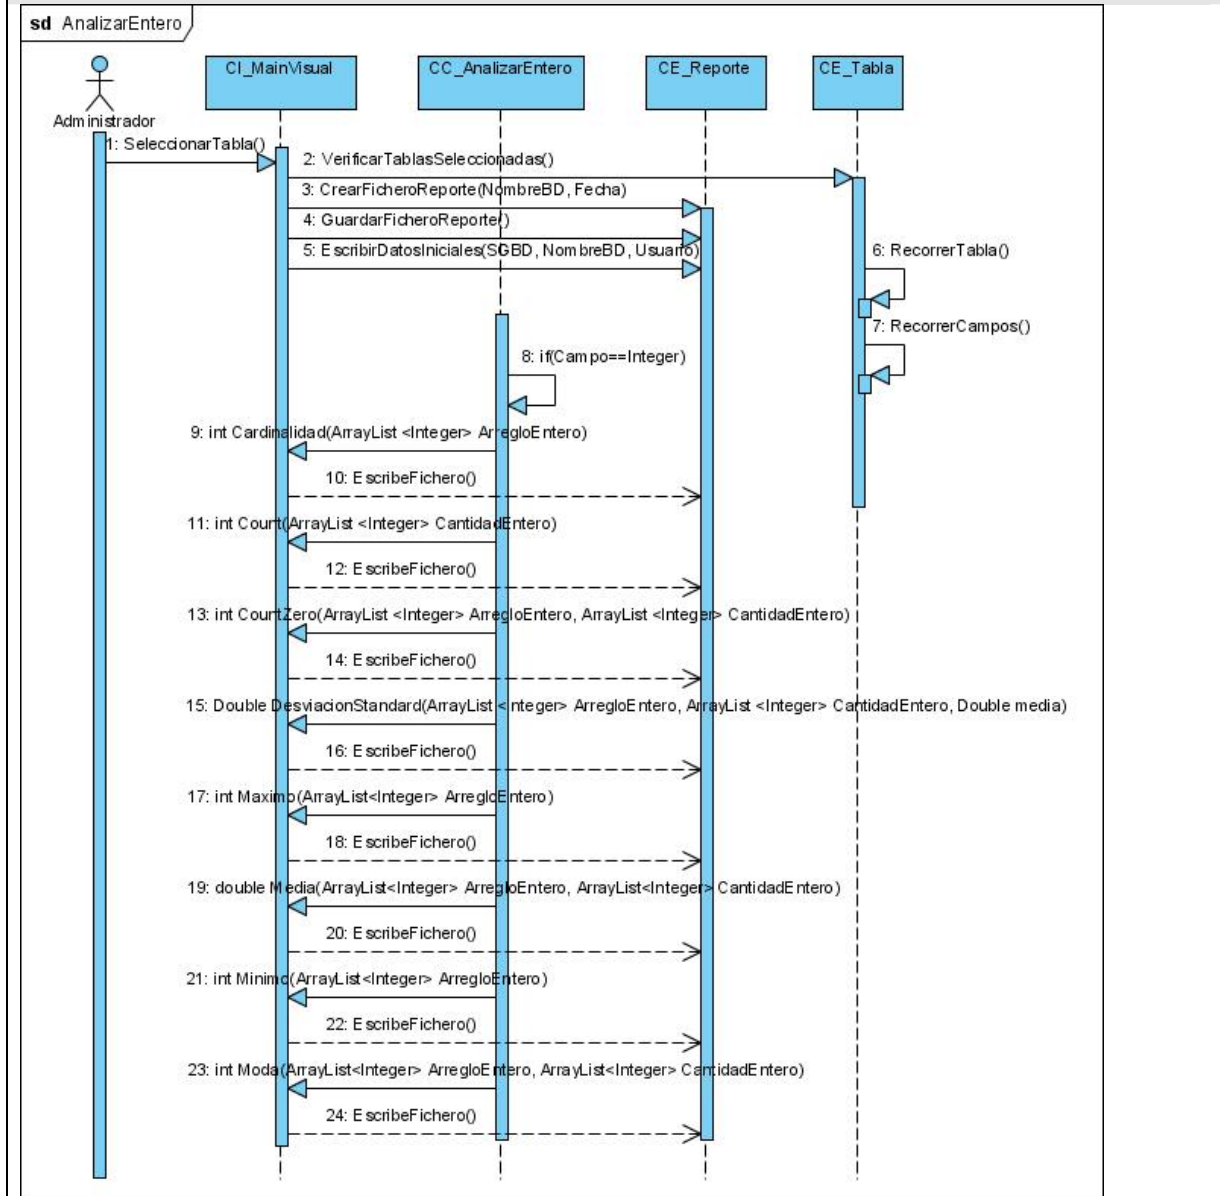 sd AnalizarEntero
CI_MainVisual
CC_AnalizarEntero
CE_Reporte
CE_Tabla
Administrador
1: SeleccionarTabla()
2: VerificarTablasSeleccionadas()
3: CrearFicheroReporte(NombreBD, Fecha)
4: GuardarFicheroReporte()
5: EscribirDatosIniciales(SGBD, NombreBD, Usuario)
6: RecorrerTabla()
7: RecorrerCampos()
8: if(Campo==Integer)
9: int Cardinalidad(ArrayList <Integer> ArregloEntero)
10: EscribeFichero()
11: int Count(ArrayList <Integer> CantidadEntero)
12: EscribeFichero()
13: int CountZero(ArrayList <Integer> ArregloEntero, ArrayList <Integer> CantidadEntero)
14: EscribeFichero()
15: Double DesviacionStandard(ArrayList <Integer> ArregloEntero, ArrayList <Integer> CantidadEntero, Double media)
16: EscribeFichero()
17: int Maximo(ArrayList<Integer> ArregloEntero)
18: EscribeFichero()
19: double Media(ArrayList<Integer> ArregloEntero, ArrayList<Integer> CantidadEntero)
20: EscribeFichero()
21: int Minimo(ArrayList<Integer> ArregloEntero)
22: EscribeFichero()
23: int Moda(ArrayList<Integer> ArregloEntero, ArrayList<Integer> CantidadEntero)
24: EscribeFichero()